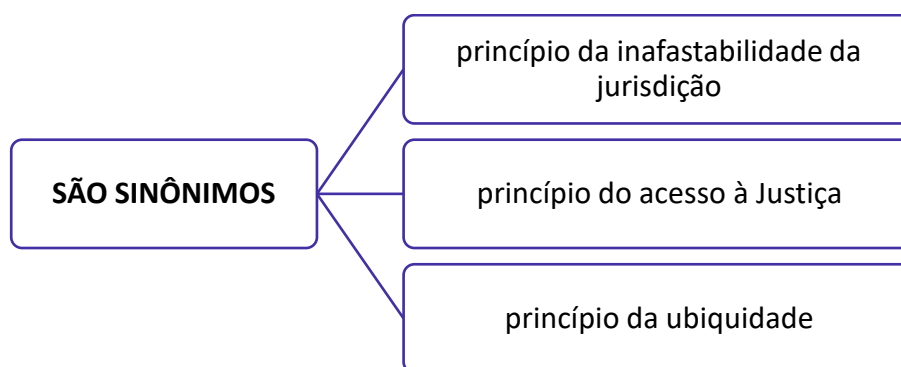 princípio da inafastabilidade da
jurisdição
SÃO SINÔNIMOS
princípio do acesso à Justiça
princípio da ubiquidade